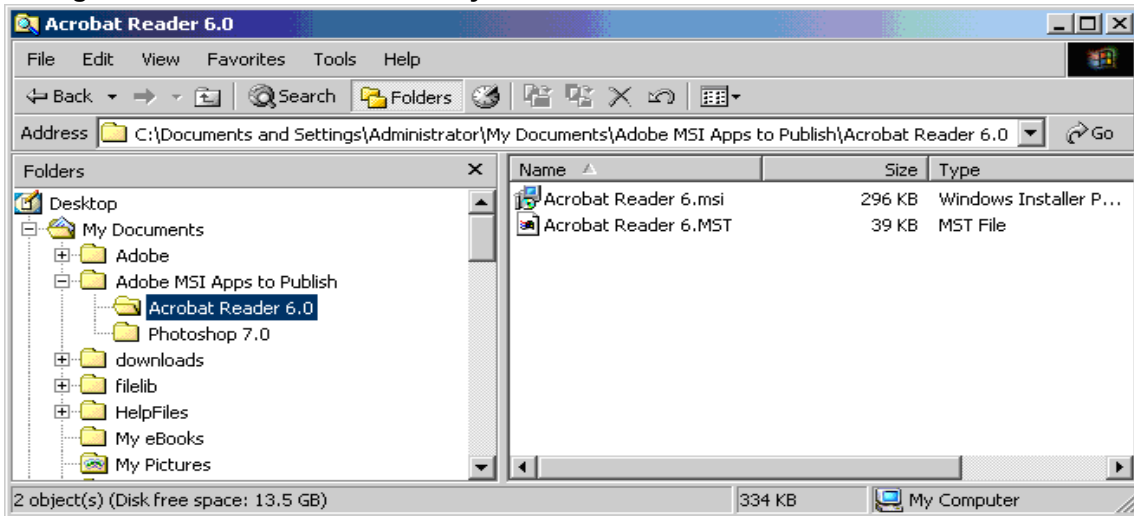 Acrobat Reader 6.0
File Edit View Favorites Tools Help
Back Search Folders
Address C:\Documents and Settings\Administrator\My Documents\Adobe MSI Apps to Publish\Acrobat Reader 6.0 Go
Folders
Desktop
My Documents
Adobe
Adobe MSI Apps to Publish
Acrobat Reader 6.0
Photoshop 7.0
downloads
filelib
HelpFiles
My eBooks
My Pictures
Name Size Type
Acrobat Reader 6.msi 296 KB Windows Installer P...
Acrobat Reader 6.MST 39 KB MST File
2 object(s) (Disk free space: 13.5 GB) 334 KB My Computer